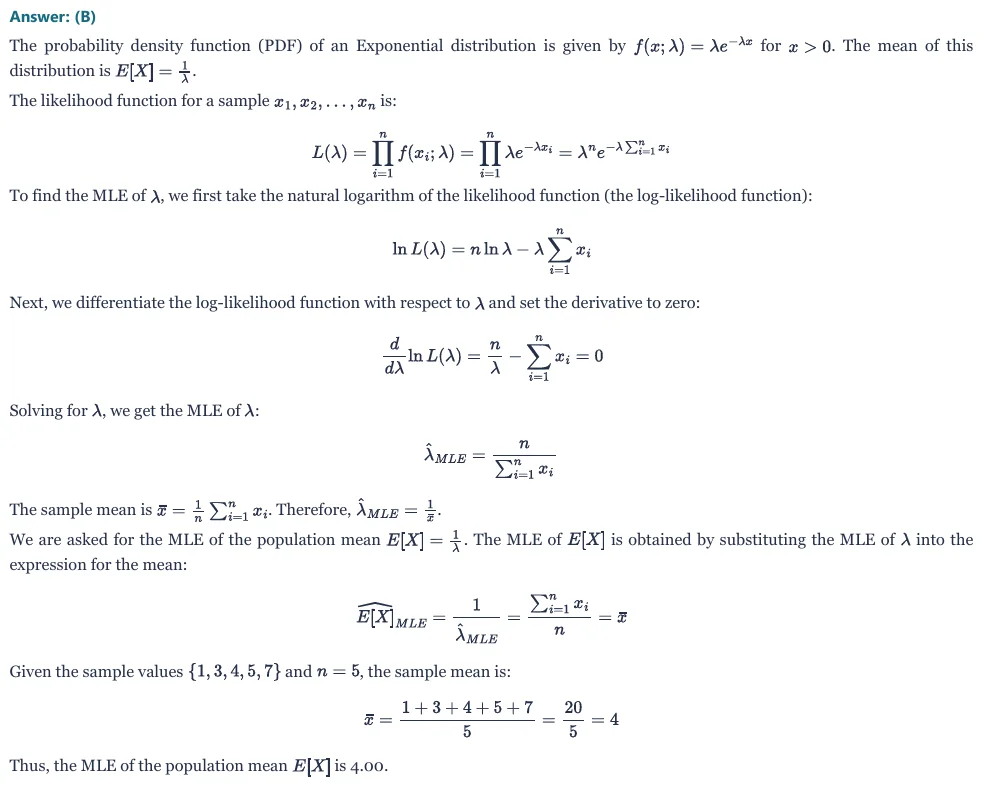 Answer: (B)
The probability density function (PDF) of an Exponential distribution is given by f(x; λ) = λe^{−λx} for x > 0. The mean of this
distribution is E[X] = 1/λ.
The likelihood function for a sample x₁, x₂, . . . , xₙ is:
L(λ) = ∏_{i=1}^{n} f(xᵢ; λ) = ∏_{i=1}^{n} λe^{−λxᵢ} = λⁿe^{−λ∑_{i=1}^{n} xᵢ}
To find the MLE of λ, we first take the natural logarithm of the likelihood function (the log-likelihood function):
ln L(λ) = n ln λ − λ ∑_{i=1}^{n} xᵢ
Next, we differentiate the log-likelihood function with respect to λ and set the derivative to zero:
d/dλ ln L(λ) = n/λ − ∑_{i=1}^{n} xᵢ = 0
Solving for λ, we get the MLE of λ:
λ̂_{MLE} = n/∑_{i=1}^{n} xᵢ
The sample mean is x̄ = 1/n ∑_{i=1}^{n} xᵢ. Therefore, λ̂_{MLE} = 1/x̄.
We are asked for the MLE of the population mean E[X] = 1/λ. The MLE of E[X] is obtained by substituting the MLE of λ into the
expression for the mean:
\widehat{E[X]}_{MLE} = 1/λ̂_{MLE} = ∑_{i=1}^{n} xᵢ/n = x̄
Given the sample values {1, 3, 4, 5, 7} and n = 5, the sample mean is:
x̄ = (1 + 3 + 4 + 5 + 7)/5 = 20/5 = 4
Thus, the MLE of the population mean E[X] is 4.00.